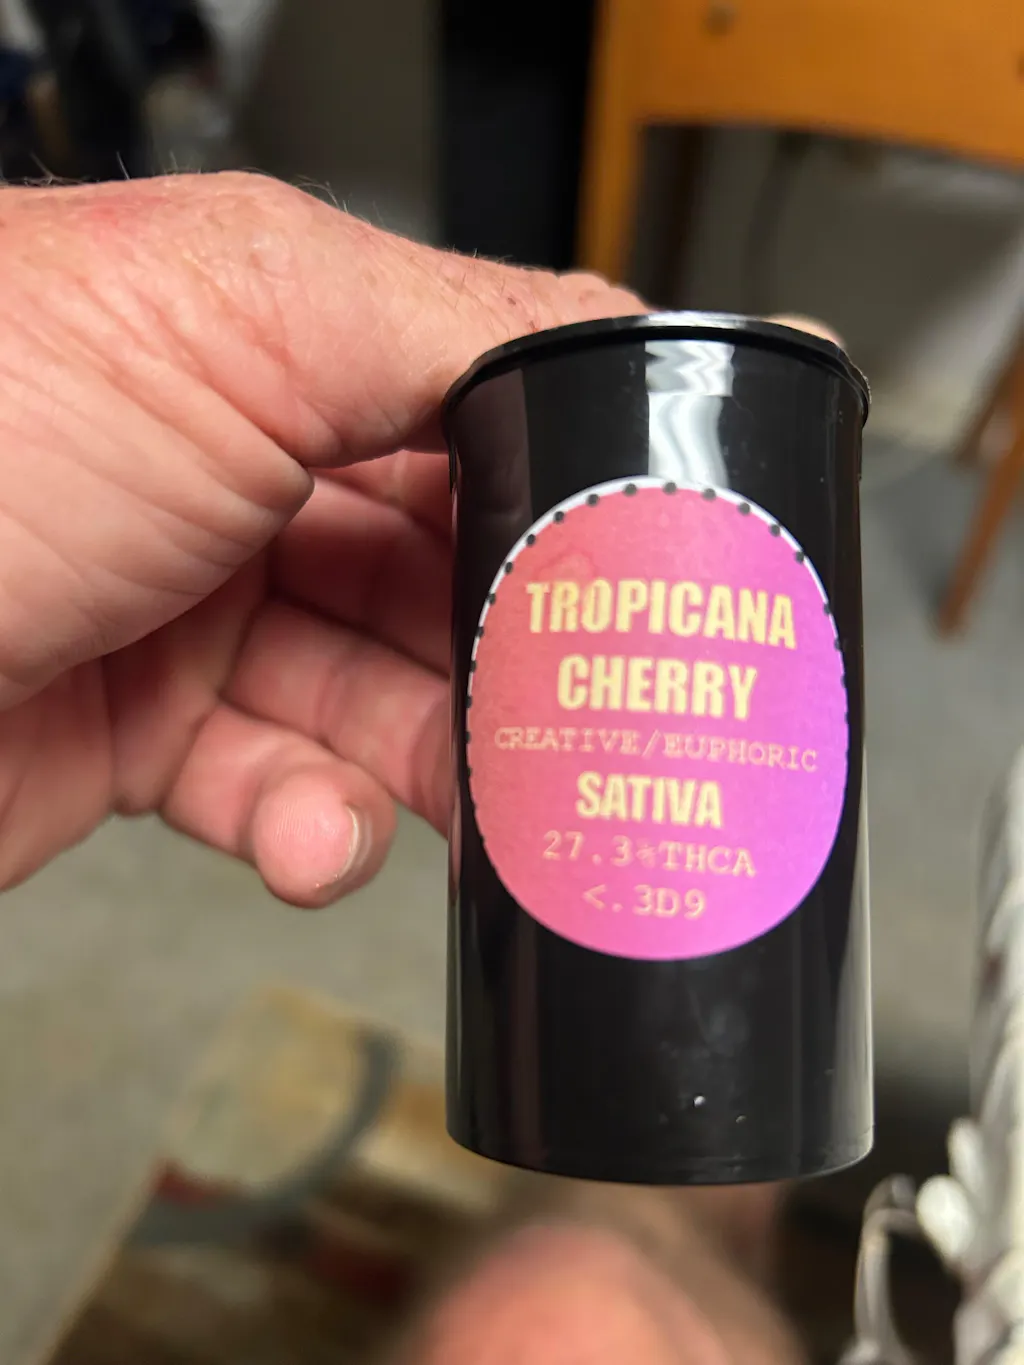 TROPICANA
CHERRY
CREATIVE/EUPHORIC
SATIVA
27.3%THCA
<.3D9